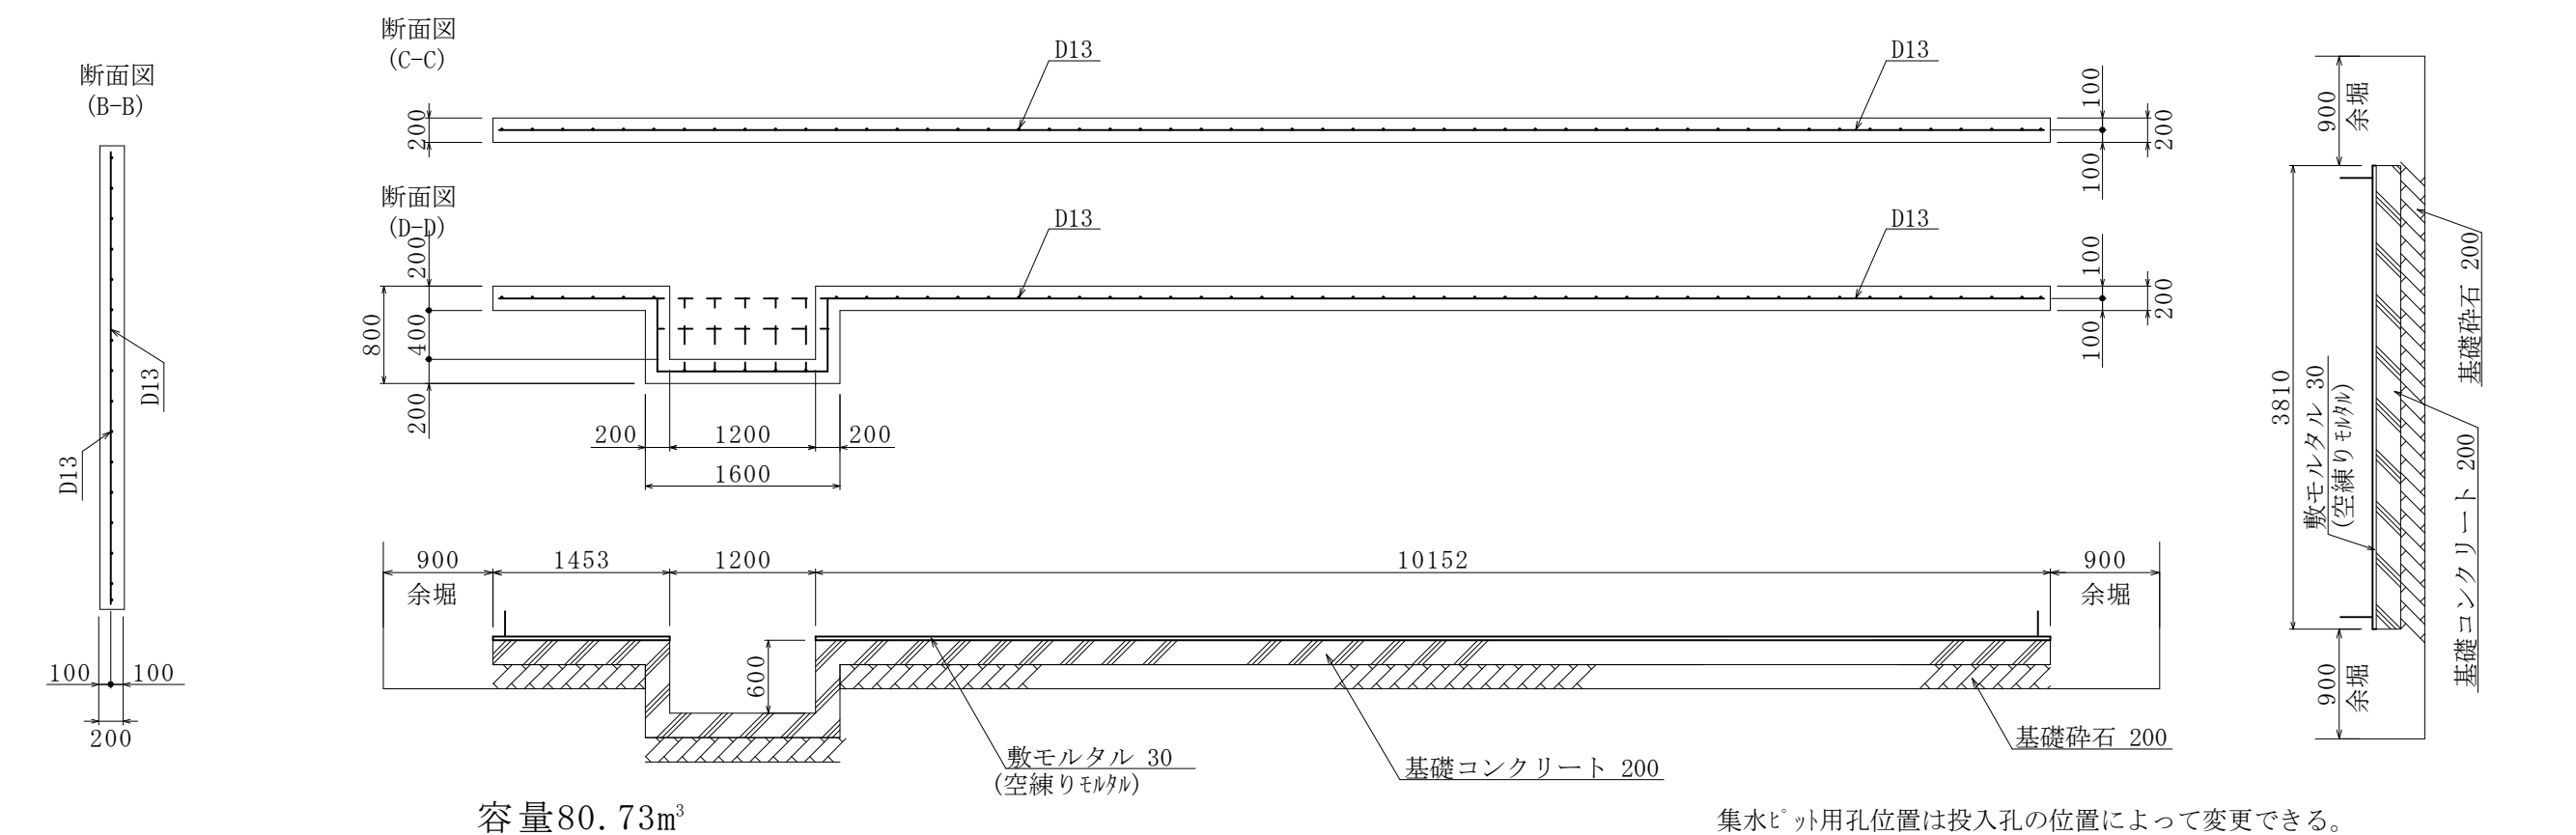 断面図
(B-B)
D13
D13
100
100
200
断面図
(C-C)
D13
D13
200
100
100
200
断面図
(D-D)
D13
D13
200
400
200
800
100
100
200
200
1200
200
1600
900
余堀
1453
1200
10152
900
余堀
600
敷モルタル 30
(空練りモルタル)
基礎コンクリート 200
基礎砕石 200
容量80.73m³
900
余堀
3810
敷モルタル 30
(空練りモルタル)
基礎砕石 200
基礎コンクリート 200
900
余堀
集水ピット用孔位置は投入孔の位置によって変更できる。